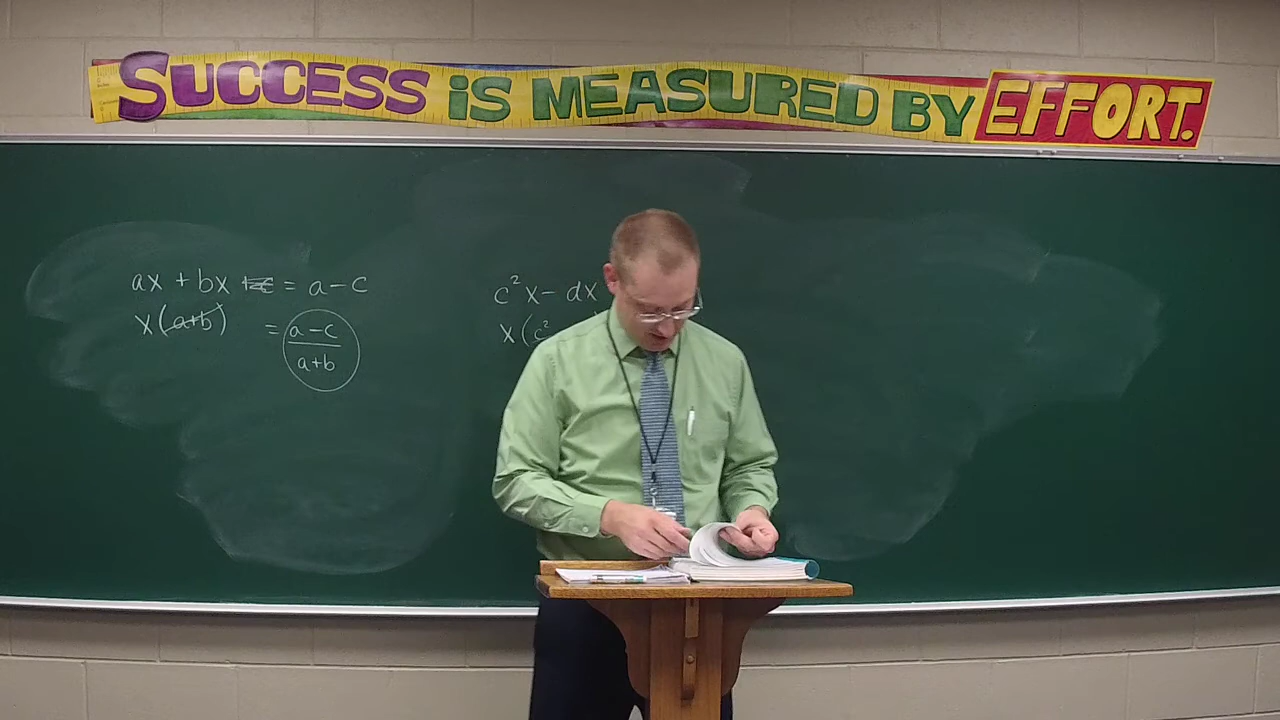 SUCCESS IS MEASURED BY EFFORT.
ax + bx = a - c
x(a+b) = a - c / a+b
c²x - dx
x(c²